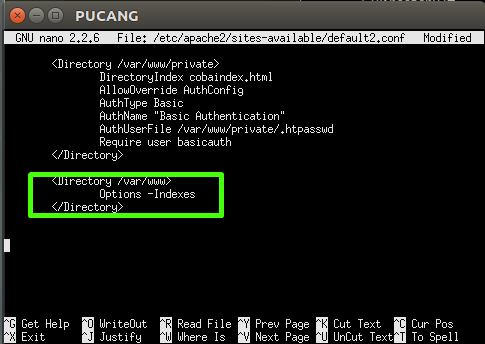 PUCANG
GNU nano 2.2.6 File: /etc/apache2/sites-available/default2.conf Modified
<Directory /var/www/private>
DirectoryIndex cobaindex.html
AllowOverride AuthConfig
AuthType Basic
AuthName "Basic Authentication"
AuthUserFile /var/www/private/.htpasswd
Require user basicauth
</Directory>
<Directory /var/www>
Options -Indexes
</Directory>
^G Get Help ^O WriteOut ^R Read File ^Y Prev Page ^K Cut Text ^C Cur Pos
^X Exit ^J Justify ^W Where Is ^V Next Page ^U UnCut Text ^T To Spell